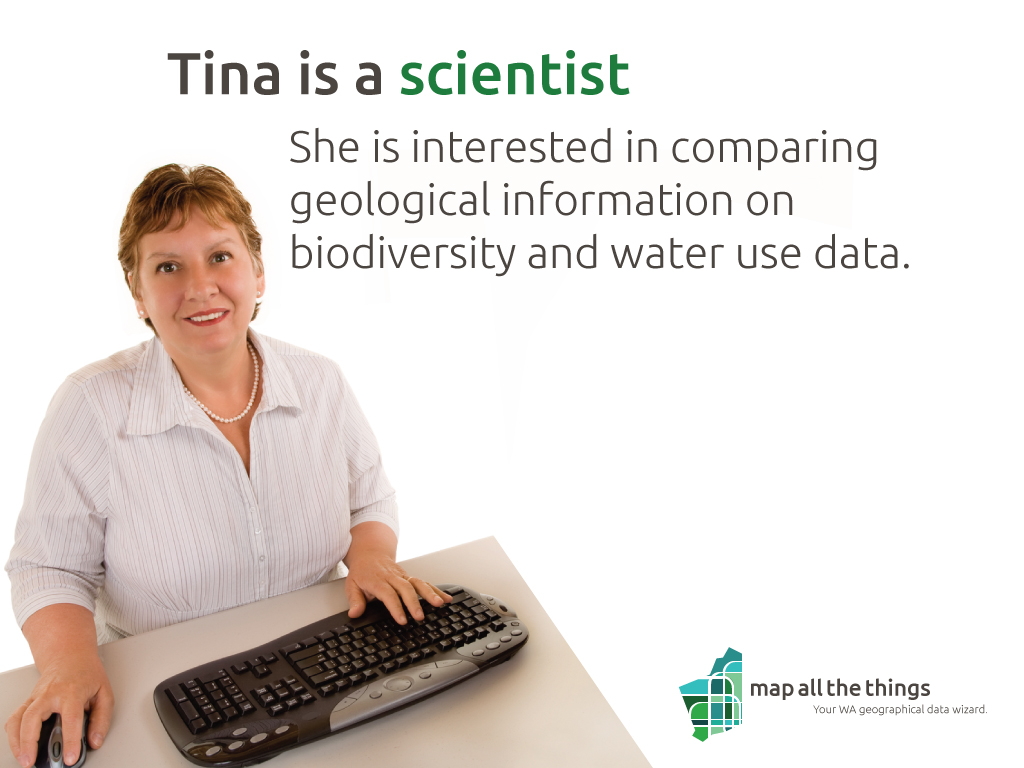 Tina is a scientist
She is interested in comparing
geological information on
biodiversity and water use data.
map all the things
Your WA geographical data wizard.